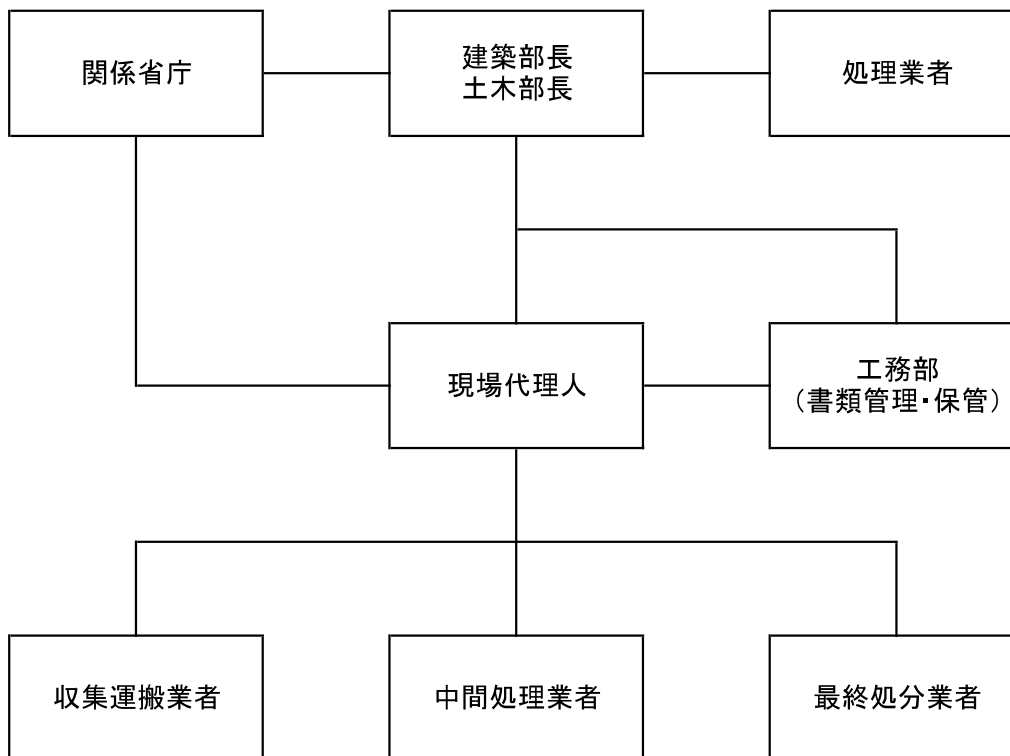 関係省庁
建築部長
土木部長
処理業者
現場代理人
工務部
（書類管理・保管）
収集運搬業者
中間処理業者
最終処分業者